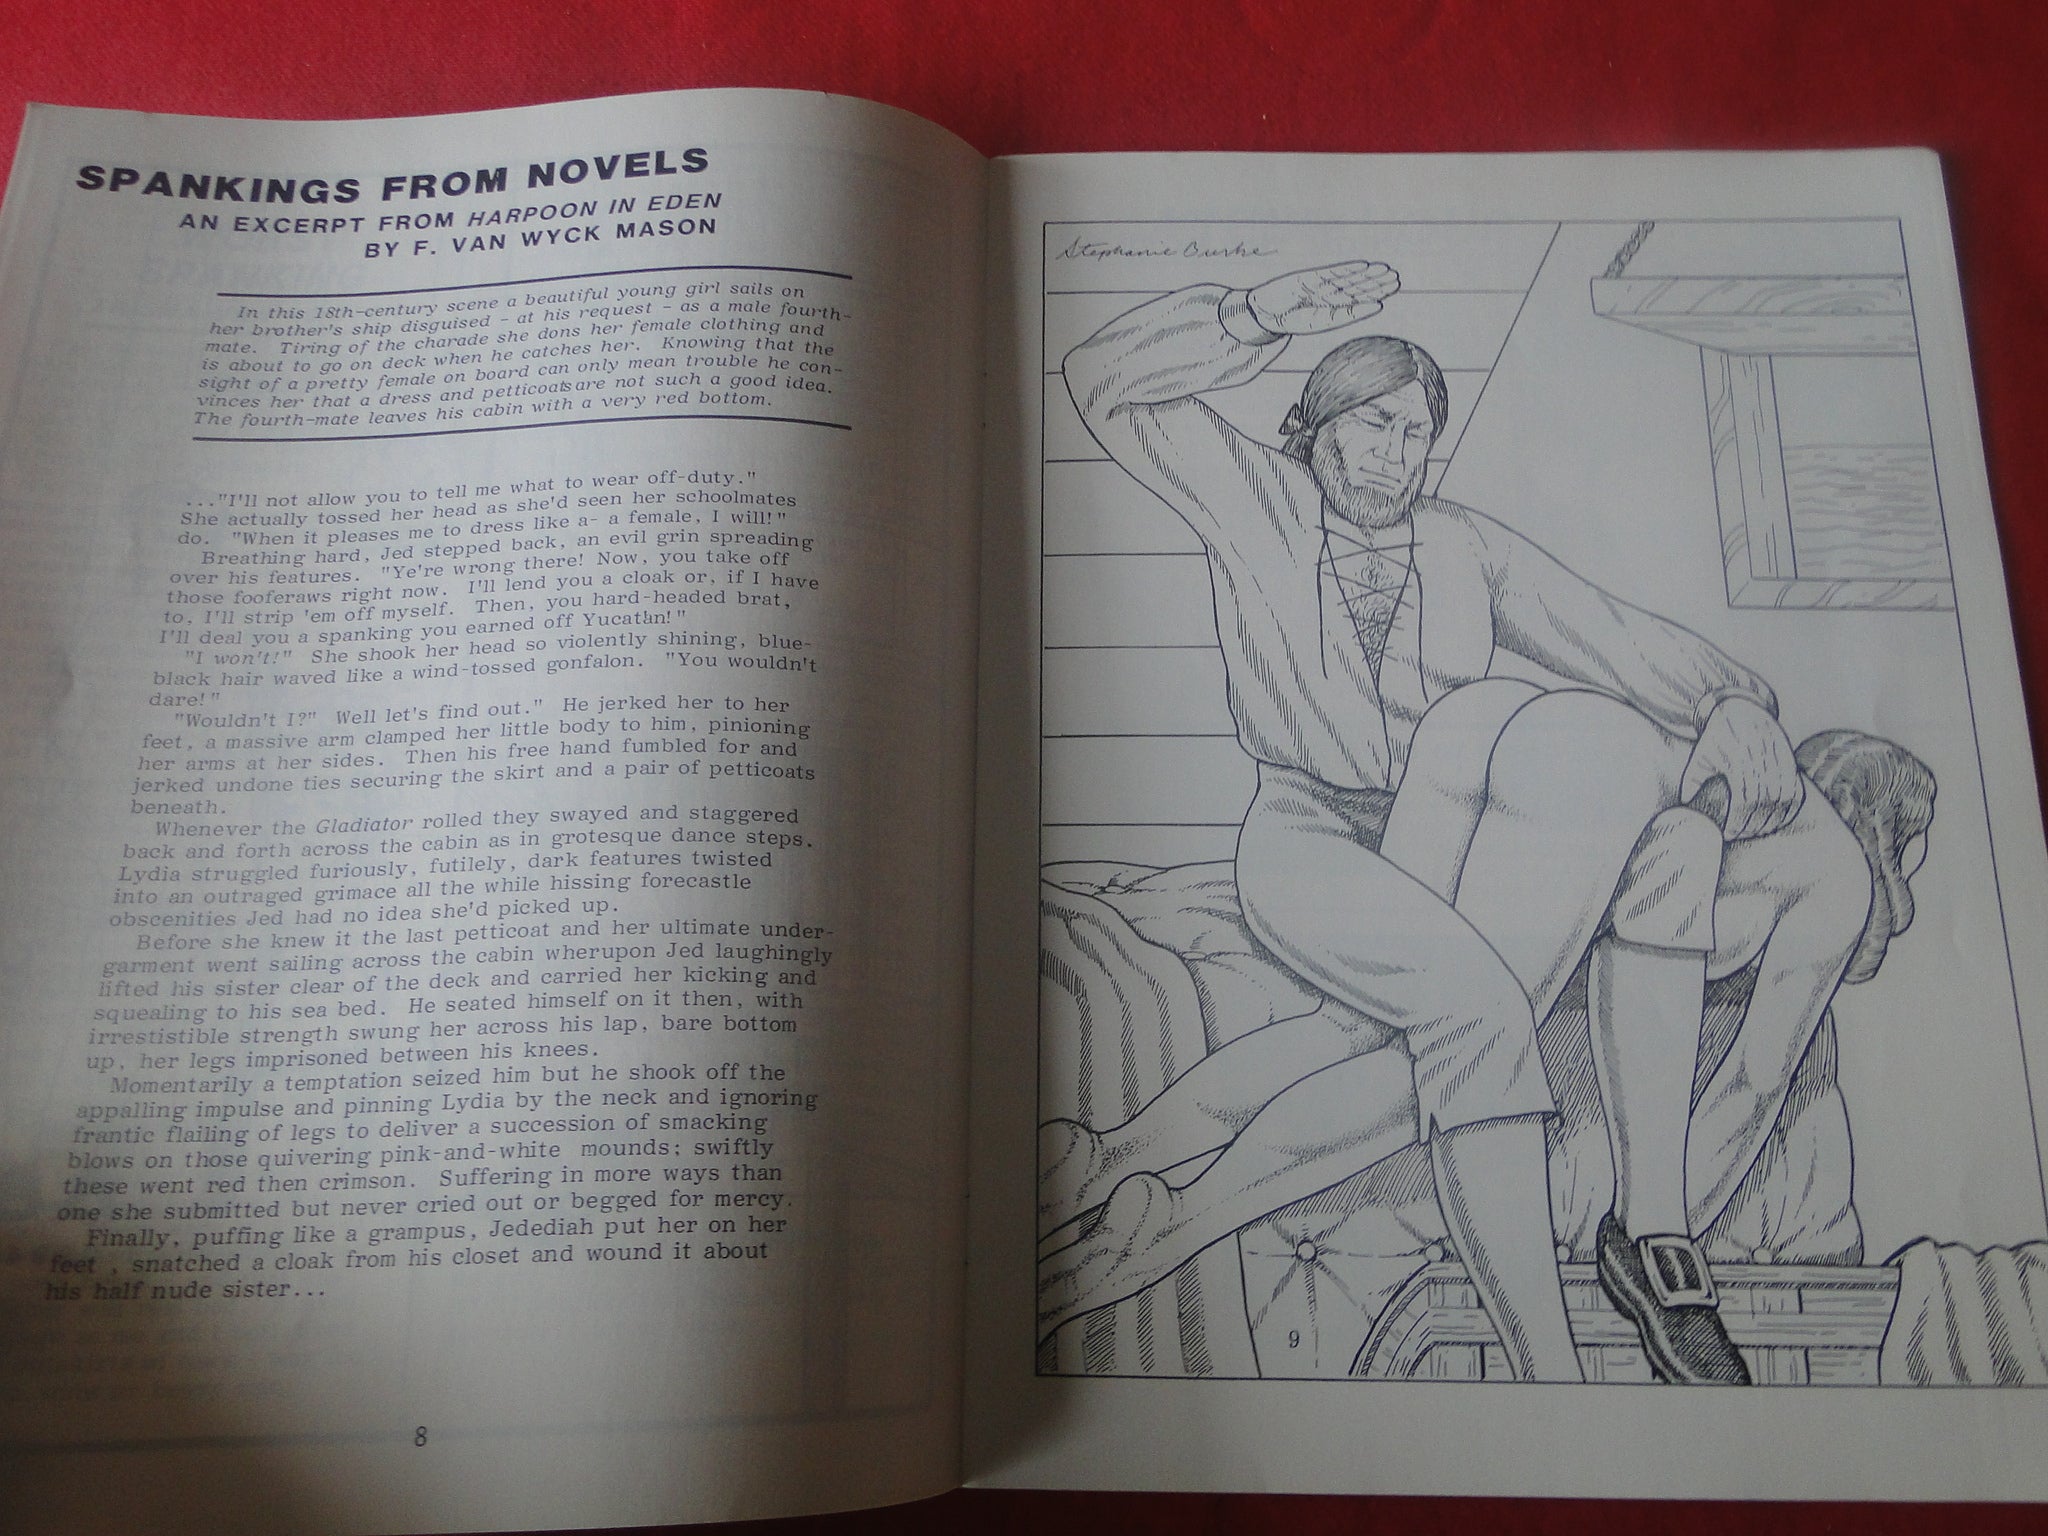 SPANKINGS FROM NOVELS
AN EXCERPT FROM HARPOON IN EDEN
BY F. VAN WYCK MASON
In this 18th-century scene a beautiful young girl sails on
her brother's ship disguised - at his request - as a male fourth-
mate. Tiring of the charade she dons her female clothing and
is about to go on deck when he catches her. Knowing that the
sight of a pretty female on board can only mean trouble he con-
vinces her that a dress and petticoats are not such a good idea.
The fourth-mate leaves his cabin with a very red bottom.
..."I'll not allow you to tell me what to wear off-duty."
She actually tossed her head as she'd seen her schoolmates
do. "When it pleases me to dress like a- a female, I will!"
Breathing hard, Jed stepped back, an evil grin spreading
over his features. "Ye're wrong there! Now, you take off
those fooferaws right now. I'll lend you a cloak or, if I have
to, I'll strip 'em off myself. Then, you hard-headed brat,
I'll deal you a spanking you earned off Yucatàn!"
"I won't!" She shook her head so violently shining, blue-
black hair waved like a wind-tossed gonfalon. "You wouldn't
dare!"
"Wouldn't I?" Well let's find out." He jerked her to her
feet, a massive arm clamped her little body to him, pinioning
her arms at her sides. Then his free hand fumbled for and
jerked undone ties securing the skirt and a pair of petticoats
beneath.
Whenever the Gladiator rolled they swayed and staggered
back and forth across the cabin as in grotesque dance steps.
Lydia struggled furiously, futilely, dark features twisted
into an outraged grimace all the while hissing forecastle
obscenities Jed had no idea she'd picked up.
Before she knew it the last petticoat and her ultimate under-
garment went sailing across the cabin wherupon Jed laughingly
lifted his sister clear of the deck and carried her kicking and
squealing to his sea bed. He seated himself on it then, with
irrestistible strength swung her across his lap, bare bottom
up, her legs imprisoned between his knees.
Momentarily a temptation seized him but he shook off the
appalling impulse and pinning Lydia by the neck and ignoring
frantic flailing of legs to deliver a succession of smacking
blows on those quivering pink-and-white mounds; swiftly
these went red then crimson. Suffering in more ways than
one she submitted but never cried out or begged for mercy.
Finally, puffing like a grampus, Jedediah put her on her
feet , snatched a cloak from his closet and wound it about
his half nude sister...
8
Stephanie Burke
9